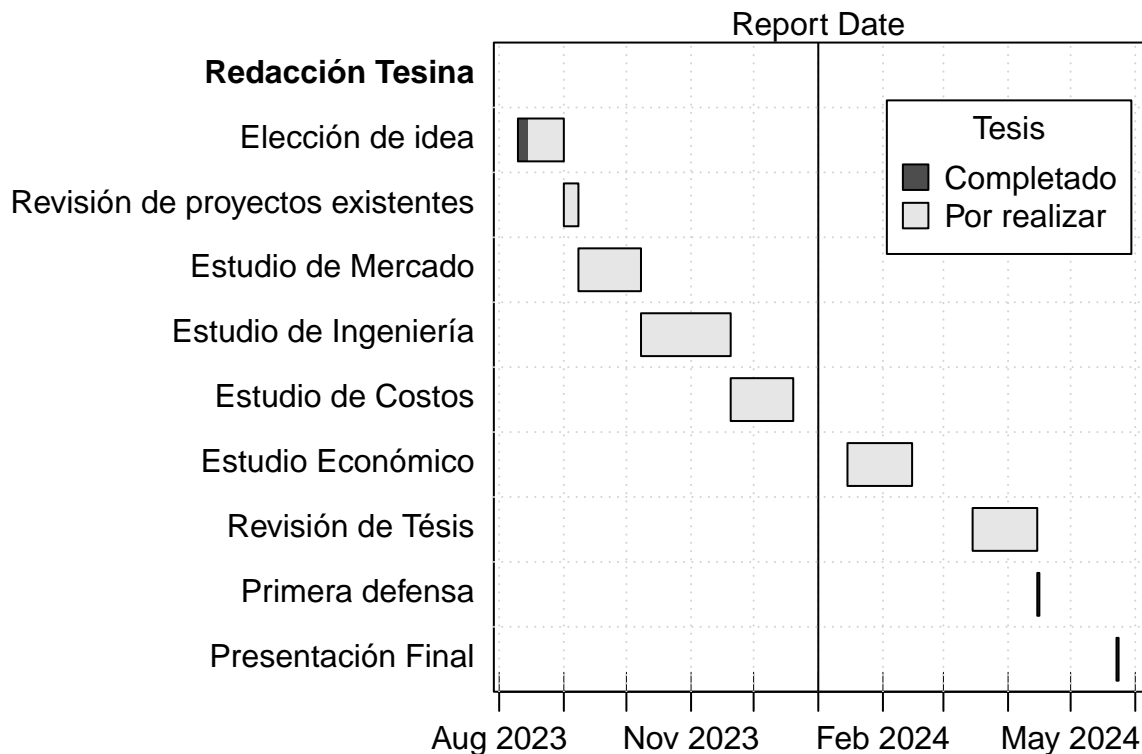 Report Date
Redacción Tesina
Elección de idea
Revisión de proyectos existentes
Estudio de Mercado
Estudio de Ingeniería
Estudio de Costos
Estudio Económico
Revisión de Tésis
Primera defensa
Presentación Final
Tesis
Completado
Por realizar
Aug 2023 Nov 2023 Feb 2024 May 2024